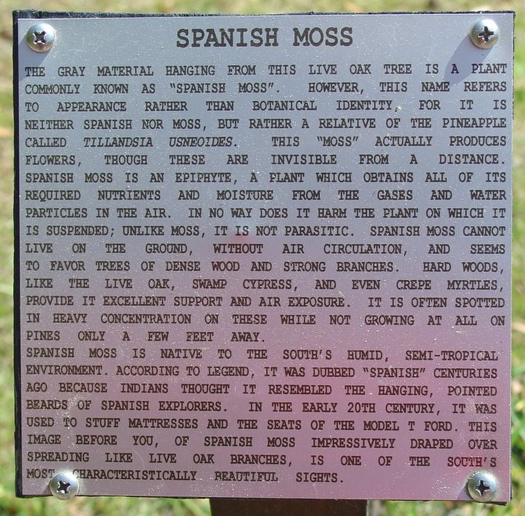 SPANISH MOSS
THE GRAY MATERIAL HANGING FROM THIS LIVE OAK TREE IS A PLANT
COMMONLY KNOWN AS "SPANISH MOSS". HOWEVER, THIS NAME REFERS
TO APPEARANCE RATHER THAN BOTANICAL IDENTITY, FOR IT IS
NEITHER SPANISH NOR MOSS, BUT RATHER A RELATIVE OF THE PINEAPPLE
CALLED TILLANDSIA USNEOIDES. THIS "MOSS" ACTUALLY PRODUCES
FLOWERS, THOUGH THESE ARE INVISIBLE FROM A DISTANCE.
SPANISH MOSS IS AN EPIPHYTE, A PLANT WHICH OBTAINS ALL OF ITS
REQUIRED NUTRIENTS AND MOISTURE FROM THE GASES AND WATER
PARTICLES IN THE AIR. IN NO WAY DOES IT HARM THE PLANT ON WHICH IT
IS SUSPENDED; UNLIKE MOSS, IT IS NOT PARASITIC. SPANISH MOSS CANNOT
LIVE ON THE GROUND, WITHOUT AIR CIRCULATION, AND SEEMS
TO FAVOR TREES OF DENSE WOOD AND STRONG BRANCHES. HARD WOODS,
LIKE THE LIVE OAK, SWAMP CYPRESS, AND EVEN CREPE MYRTLES,
PROVIDE IT EXCELLENT SUPPORT AND AIR EXPOSURE. IT IS OFTEN SPOTTED
IN HEAVY CONCENTRATION ON THESE WHILE NOT GROWING AT ALL ON
PINES ONLY A FEW FEET AWAY.
SPANISH MOSS IS NATIVE TO THE SOUTH'S HUMID, SEMI-TROPICAL
ENVIRONMENT. ACCORDING TO LEGEND, IT WAS DUBBED "SPANISH" CENTURIES
AGO BECAUSE INDIANS THOUGHT IT RESEMBLED THE HANGING, POINTED
BEARDS OF SPANISH EXPLORERS. IN THE EARLY 20TH CENTURY, IT WAS
USED TO STUFF MATTRESSES AND THE SEATS OF THE MODEL T FORD. THIS
IMAGE BEFORE YOU, OF SPANISH MOSS IMPRESSIVELY DRAPED OVER
SPREADING LIKE LIVE OAK BRANCHES, IS ONE OF THE SOUTH'S
MOST CHARACTERISTICALLY BEAUTIFUL SIGHTS.